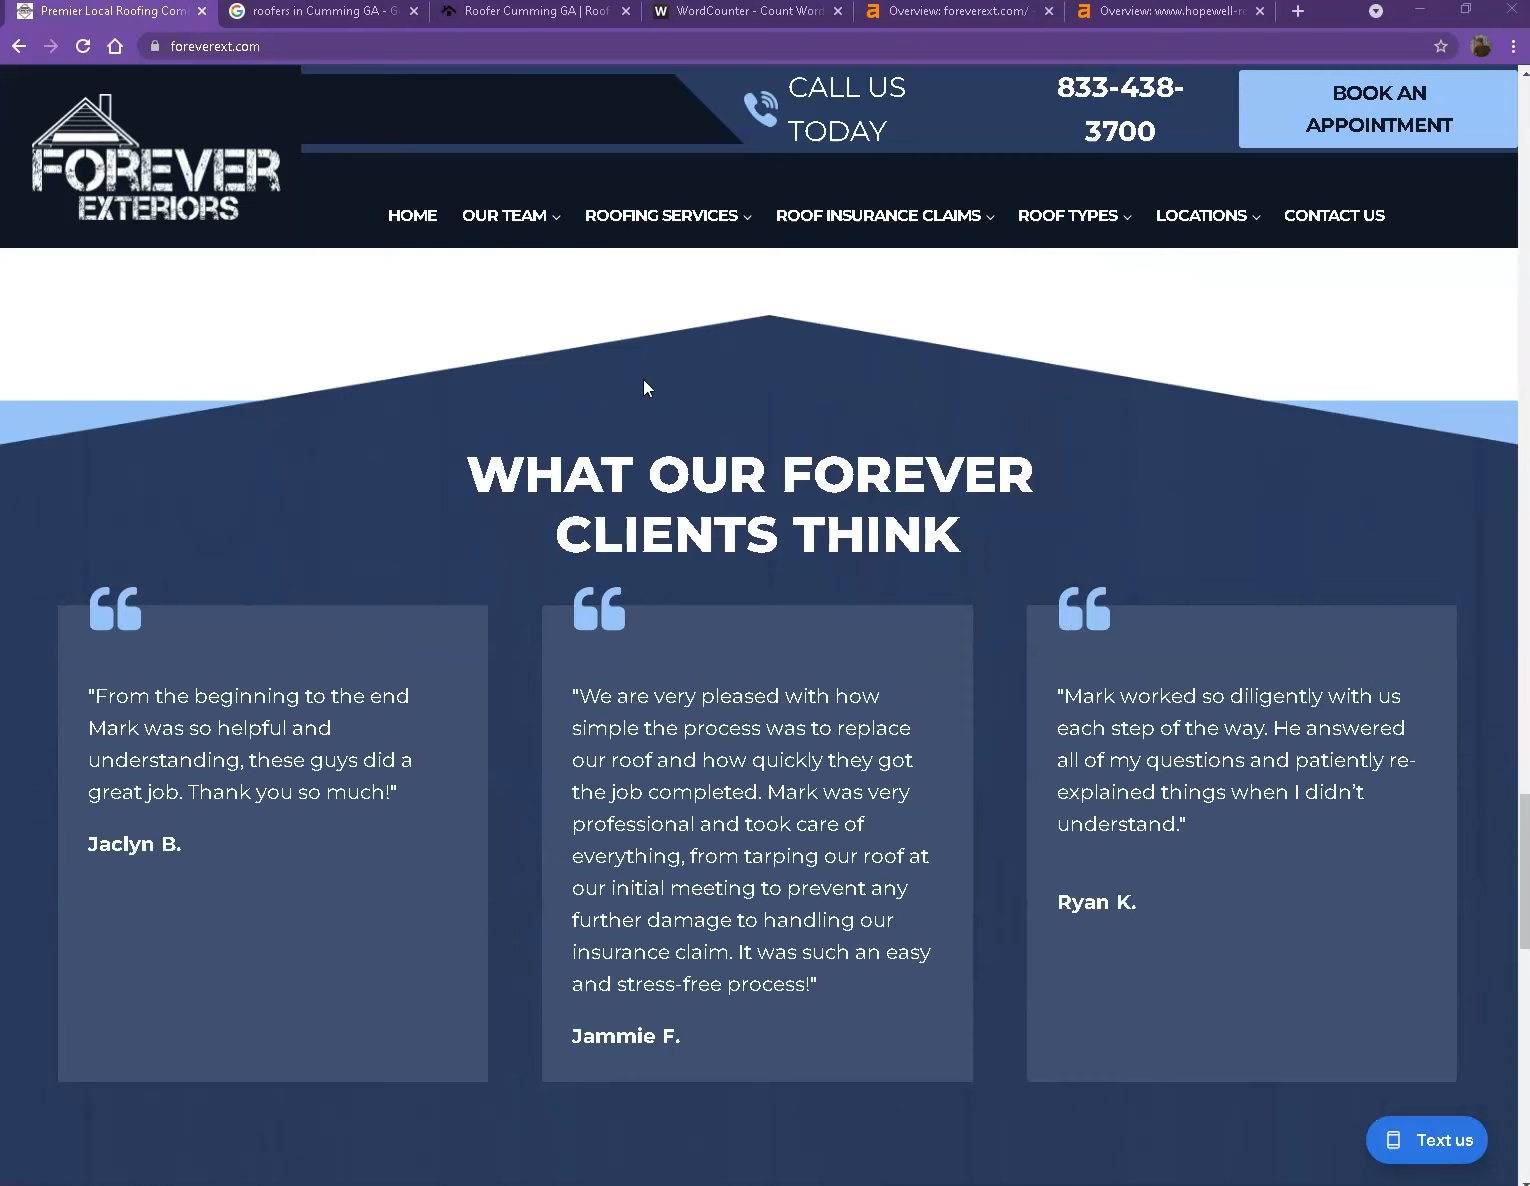 Premier Local Roofing Com
roofers in Cumming GA - G
Roofer Cumming GA | Roof
WordCounter - Count Word
Overview: foreverext.com/
Overview: www.hopewell-r
foreverext.com
FOREVER
EXTERIORS
CALL US
TODAY
833-438-
3700
BOOK AN
APPOINTMENT
HOME OUR TEAM ROOFING SERVICES ROOF INSURANCE CLAIMS ROOF TYPES LOCATIONS CONTACT US
WHAT OUR FOREVER
CLIENTS THINK
"From the beginning to the end
Mark was so helpful and
understanding, these guys did a
great job. Thank you so much!"
Jaclyn B.
"We are very pleased with how
simple the process was to replace
our roof and how quickly they got
the job completed. Mark was very
professional and took care of
everything, from tarping our roof at
our initial meeting to prevent any
further damage to handling our
insurance claim. It was such an easy
and stress-free process!"
Jammie F.
"Mark worked so diligently with us
each step of the way. He answered
all of my questions and patiently re-
explained things when I didn’t
understand."
Ryan K.
Text us